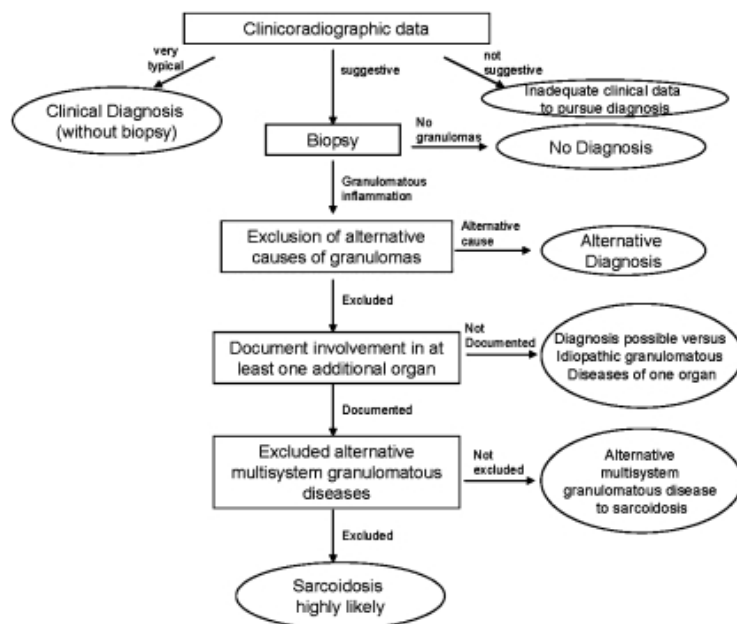 Clinicoradiographic data
very
typical
suggestive
not
suggestive
Clinical Diagnosis
(without biopsy)
Inadequate clinical data
to pursue diagnosis
Biopsy
No
granulomas
No Diagnosis
Granulomatous
inflammation
Exclusion of alternative
causes of granulomas
Alternative
cause
Alternative
Diagnosis
Excluded
Document involvement in at
least one additional organ
Not
Documented
Diagnosis possible versus
Idiopathic granulomatous
Diseases of one organ
Documented
Excluded alternative
multisystem granulomatous
diseases
Not
excluded
Alternative
multisystem
granulomatous disease
to sarcoidosis
Excluded
Sarcoidosis
highly likely